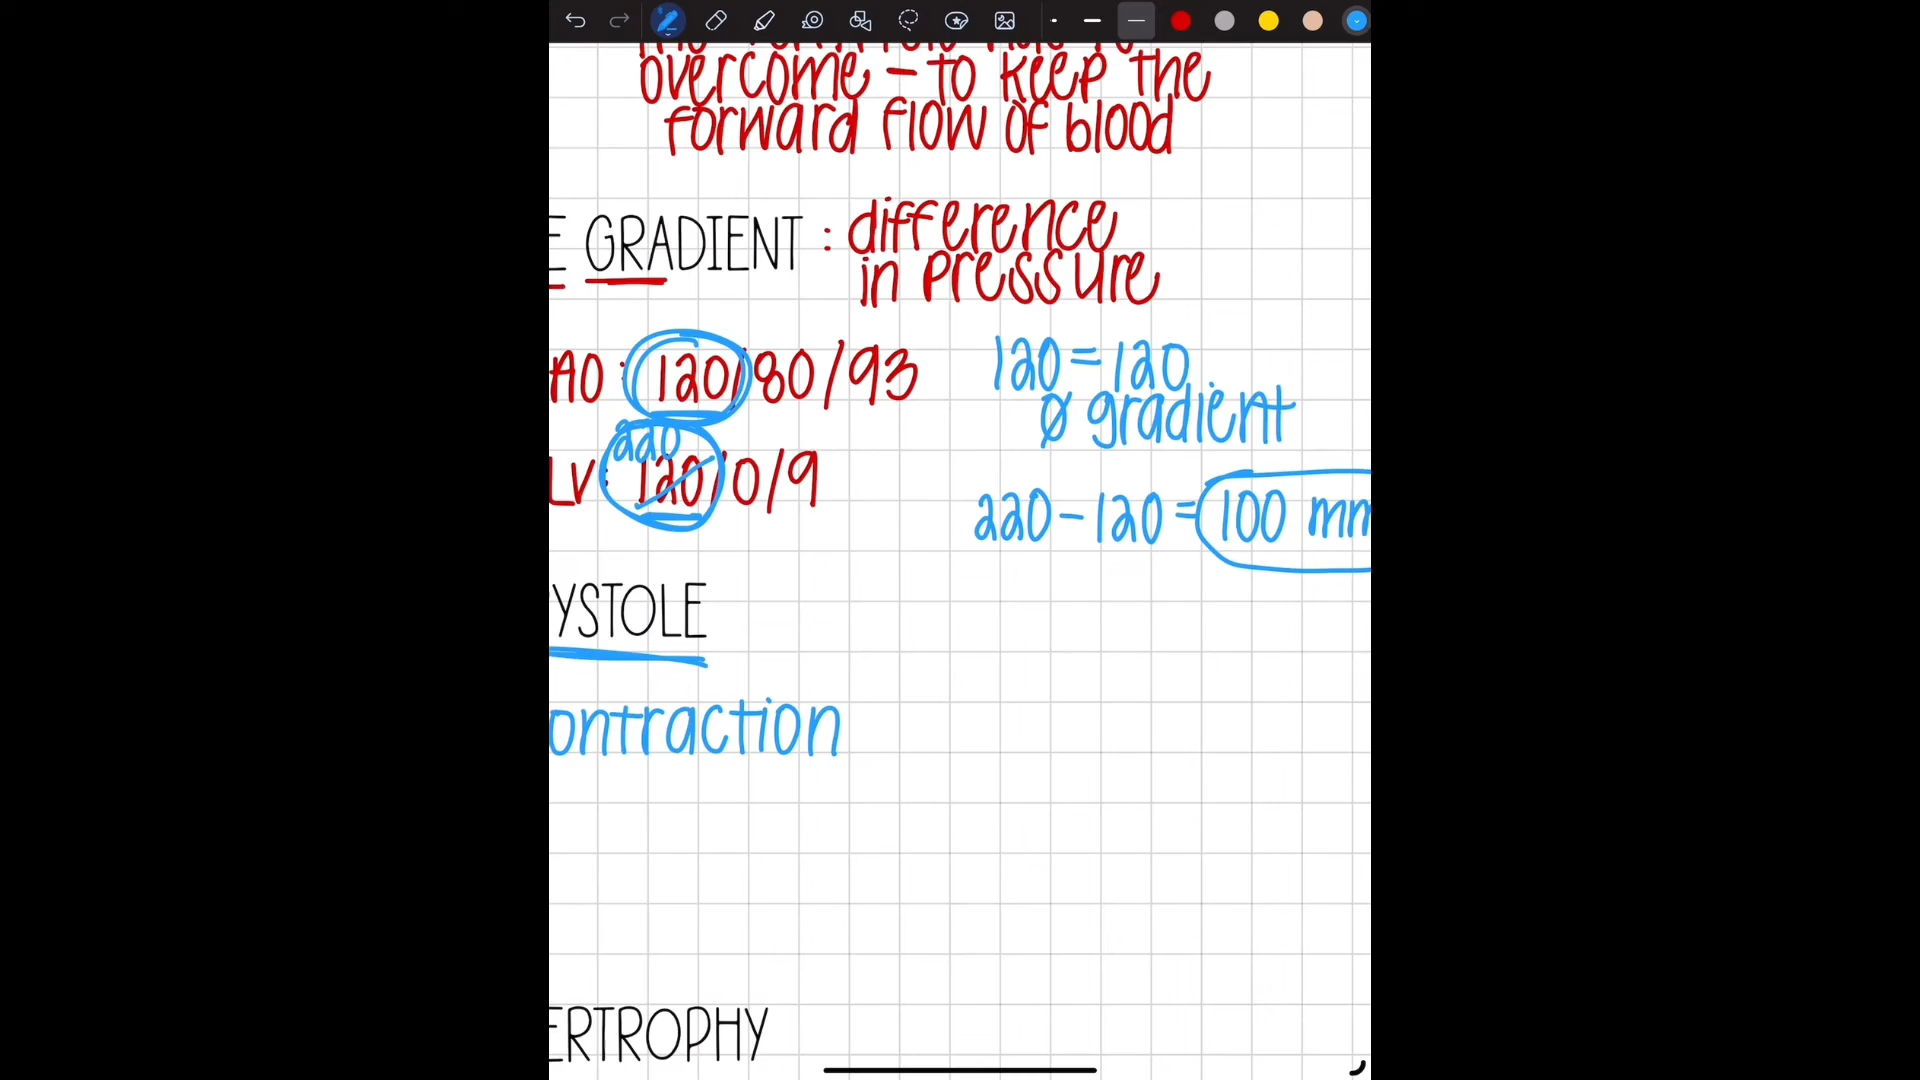 overcome - to keep the
forward flow of blood
E GRADIENT : difference
in pressure
AO : 120/80/93
120 = 120
Ø gradient
220
LV: 120/0/9
220 - 120 = 100 mm
YSTOLE
ontraction
ERTROPHY